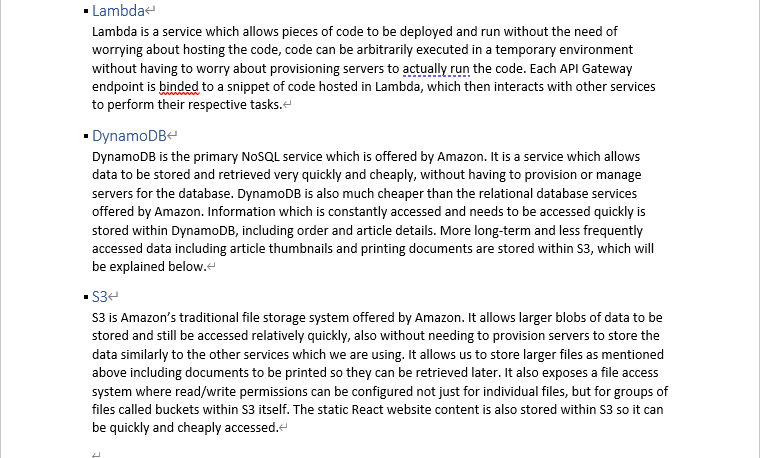 Lambda
Lambda is a service which allows pieces of code to be deployed and run without the need of
worrying about hosting the code, code can be arbitrarily executed in a temporary environment
without having to worry about provisioning servers to actually run the code. Each API Gateway
endpoint is binded to a snippet of code hosted in Lambda, which then interacts with other services
to perform their respective tasks.
DynamoDB
DynamoDB is the primary NoSQL service which is offered by Amazon. It is a service which allows
data to be stored and retrieved very quickly and cheaply, without having to provision or manage
servers for the database. DynamoDB is also much cheaper than the relational database services
offered by Amazon. Information which is constantly accessed and needs to be accessed quickly is
stored within DynamoDB, including order and article details. More long-term and less frequently
accessed data including article thumbnails and printing documents are stored within S3, which will
be explained below.
S3
S3 is Amazon’s traditional file storage system offered by Amazon. It allows larger blobs of data to be
stored and still be accessed relatively quickly, also without needing to provision servers to store the
data similarly to the other services which we are using. It allows us to store larger files as mentioned
above including documents to be printed so they can be retrieved later. It also exposes a file access
system where read/write permissions can be configured not just for individual files, but for groups of
files called buckets within S3 itself. The static React website content is also stored within S3 so it can
be quickly and cheaply accessed.